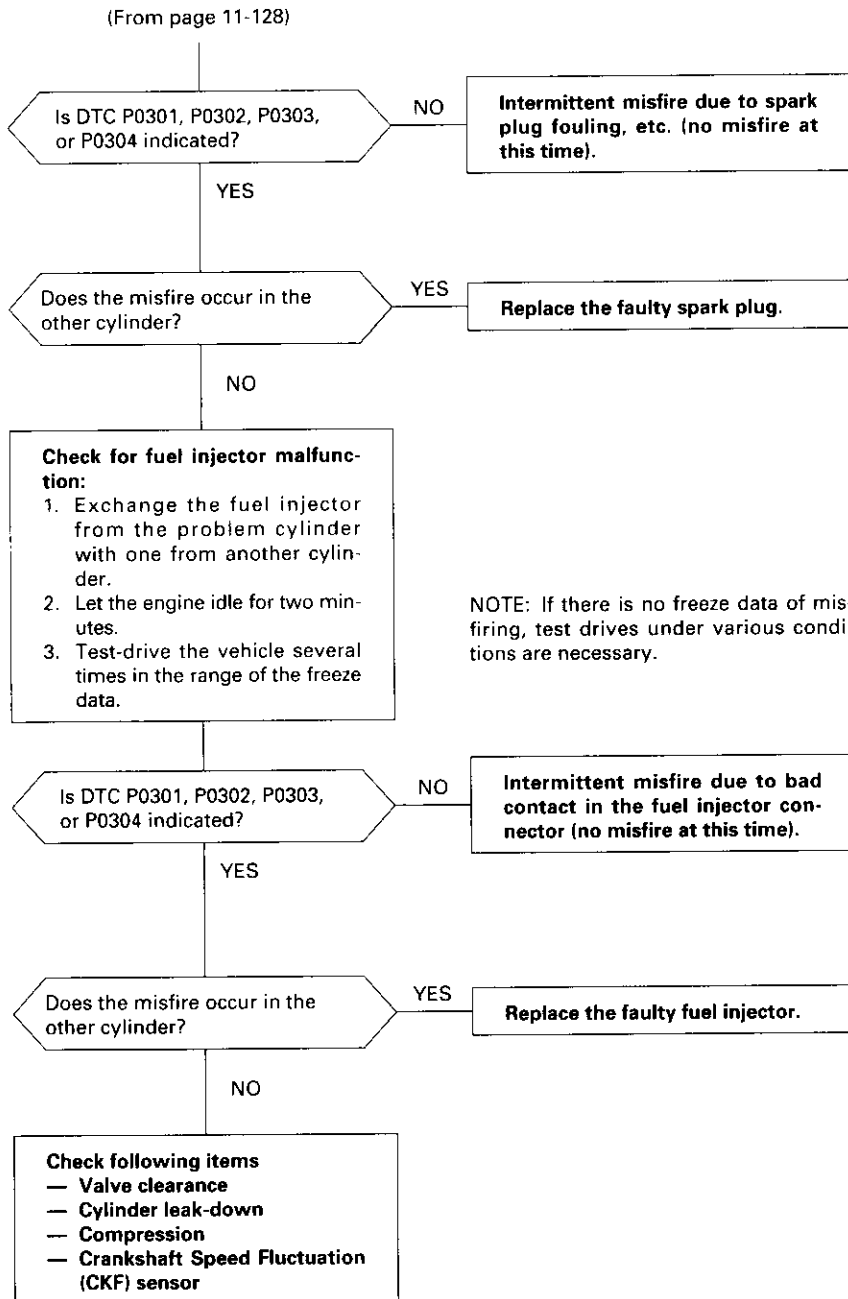 (From page 11-128)
Is DTC P0301, P0302, P0303,
or P0304 indicated?
NO
Intermittent misfire due to spark
plug fouling, etc. (no misfire at
this time).
YES
Does the misfire occur in the
other cylinder?
YES
Replace the faulty spark plug.
NO
Check for fuel injector malfunc-
tion:
1. Exchange the fuel injector
from the problem cylinder
with one from another cylin-
der.
2. Let the engine idle for two min-
utes.
3. Test-drive the vehicle several
times in the range of the freeze
data.
NOTE: If there is no freeze data of mis-
firing, test drives under various condi-
tions are necessary.
Is DTC P0301, P0302, P0303,
or P0304 indicated?
NO
Intermittent misfire due to bad
contact in the fuel injector con-
nector (no misfire at this time).
YES
Does the misfire occur in the
other cylinder?
YES
Replace the faulty fuel injector.
NO
Check following items
— Valve clearance
— Cylinder leak-down
— Compression
— Crankshaft Speed Fluctuation
(CKF) sensor